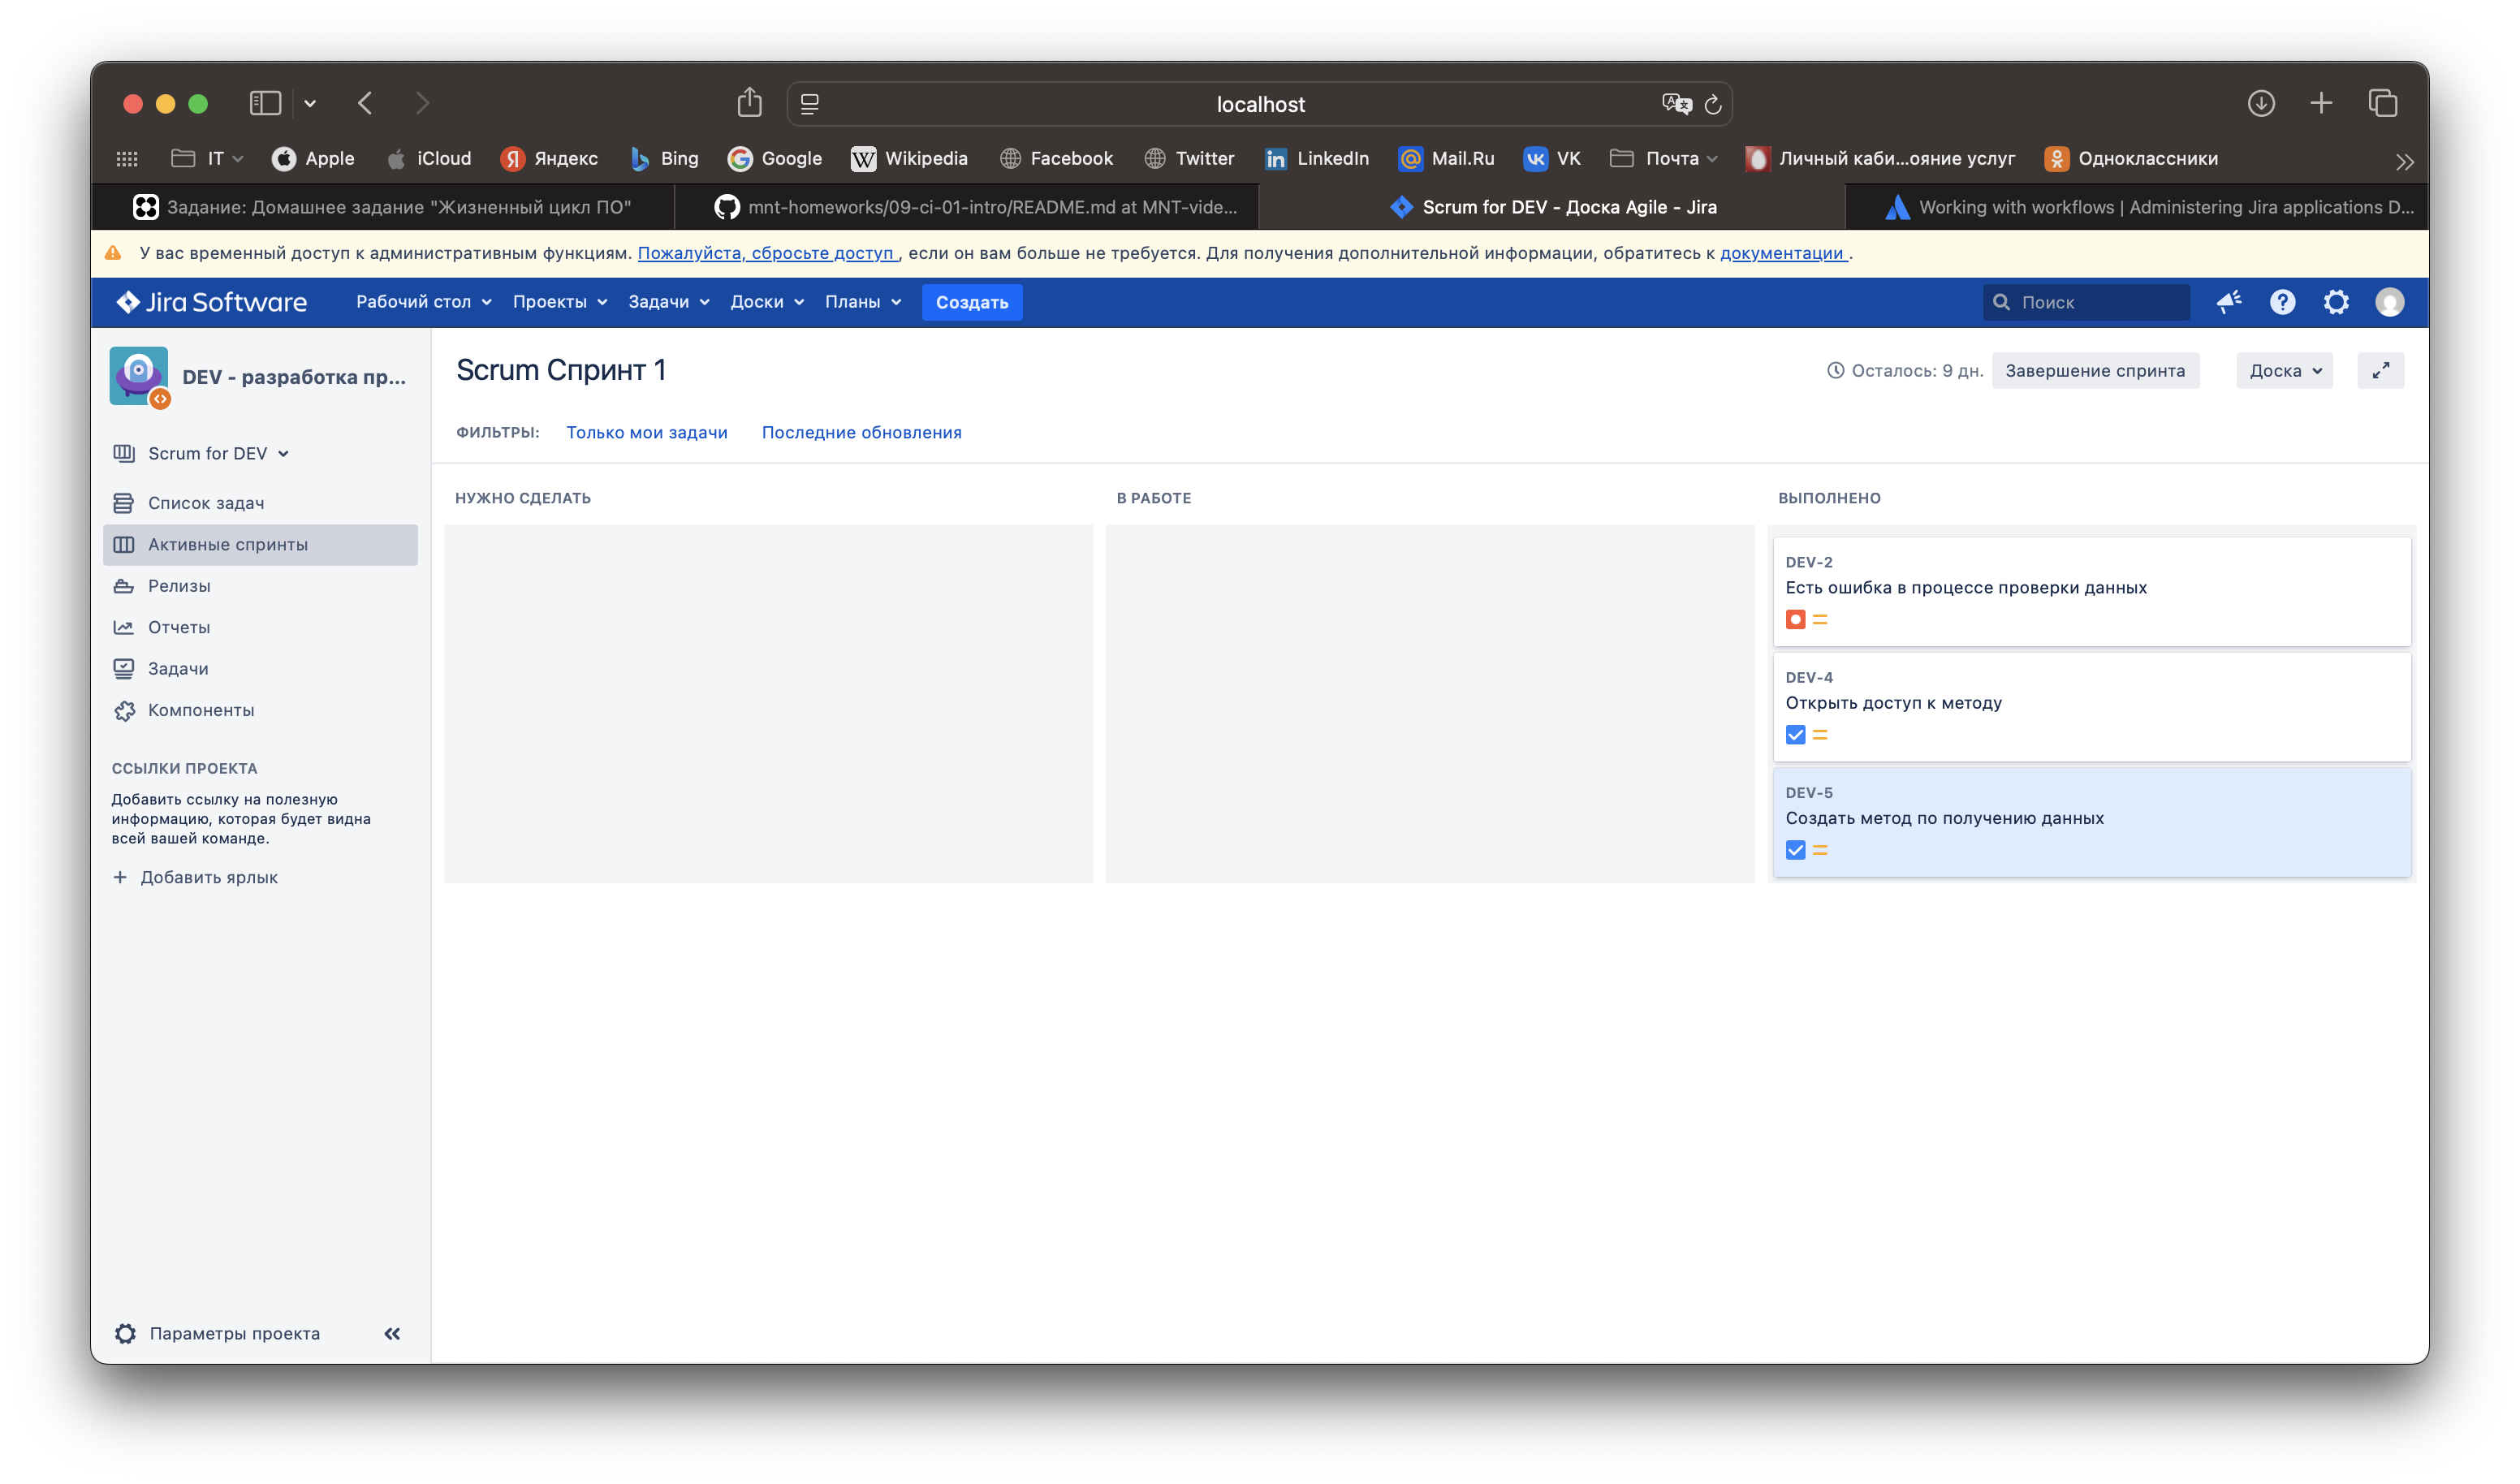 localhost
IT
Apple
iCloud
Яндекс
Bing
Google
Wikipedia
Facebook
Twitter
LinkedIn
Mail.Ru
VK
Почта
Личный каби...ояние услуг
Одноклассники
Задание: Домашнее задание "Жизненный цикл ПО"
mnt-homeworks/09-ci-01-intro/README.md at MNT-vide...
Scrum for DEV - Доска Agile - Jira
Working with workflows | Administering Jira applications D...
У вас временный доступ к административным функциям. Пожалуйста, сбросьте доступ , если он вам больше не требуется. Для получения дополнительной информации, обратитесь к документации .
Jira Software
Рабочий стол
Проекты
Задачи
Доски
Планы
Создать
Поиск
DEV - разработка пр...
Scrum for DEV
Список задач
Активные спринты
Релизы
Отчеты
Задачи
Компоненты
ССЫЛКИ ПРОЕКТА
Добавить ссылку на полезную
информацию, которая будет видна
всей вашей команде.
+ Добавить ярлык
Параметры проекта
Scrum Спринт 1
Осталось: 9 дн.
Завершение спринта
Доска
ФИЛЬТРЫ:
Только мои задачи
Последние обновления
НУЖНО СДЕЛАТЬ
В РАБОТЕ
ВЫПОЛНЕНО
DEV-2
Есть ошибка в процессе проверки данных
DEV-4
Открыть доступ к методу
DEV-5
Создать метод по получению данных